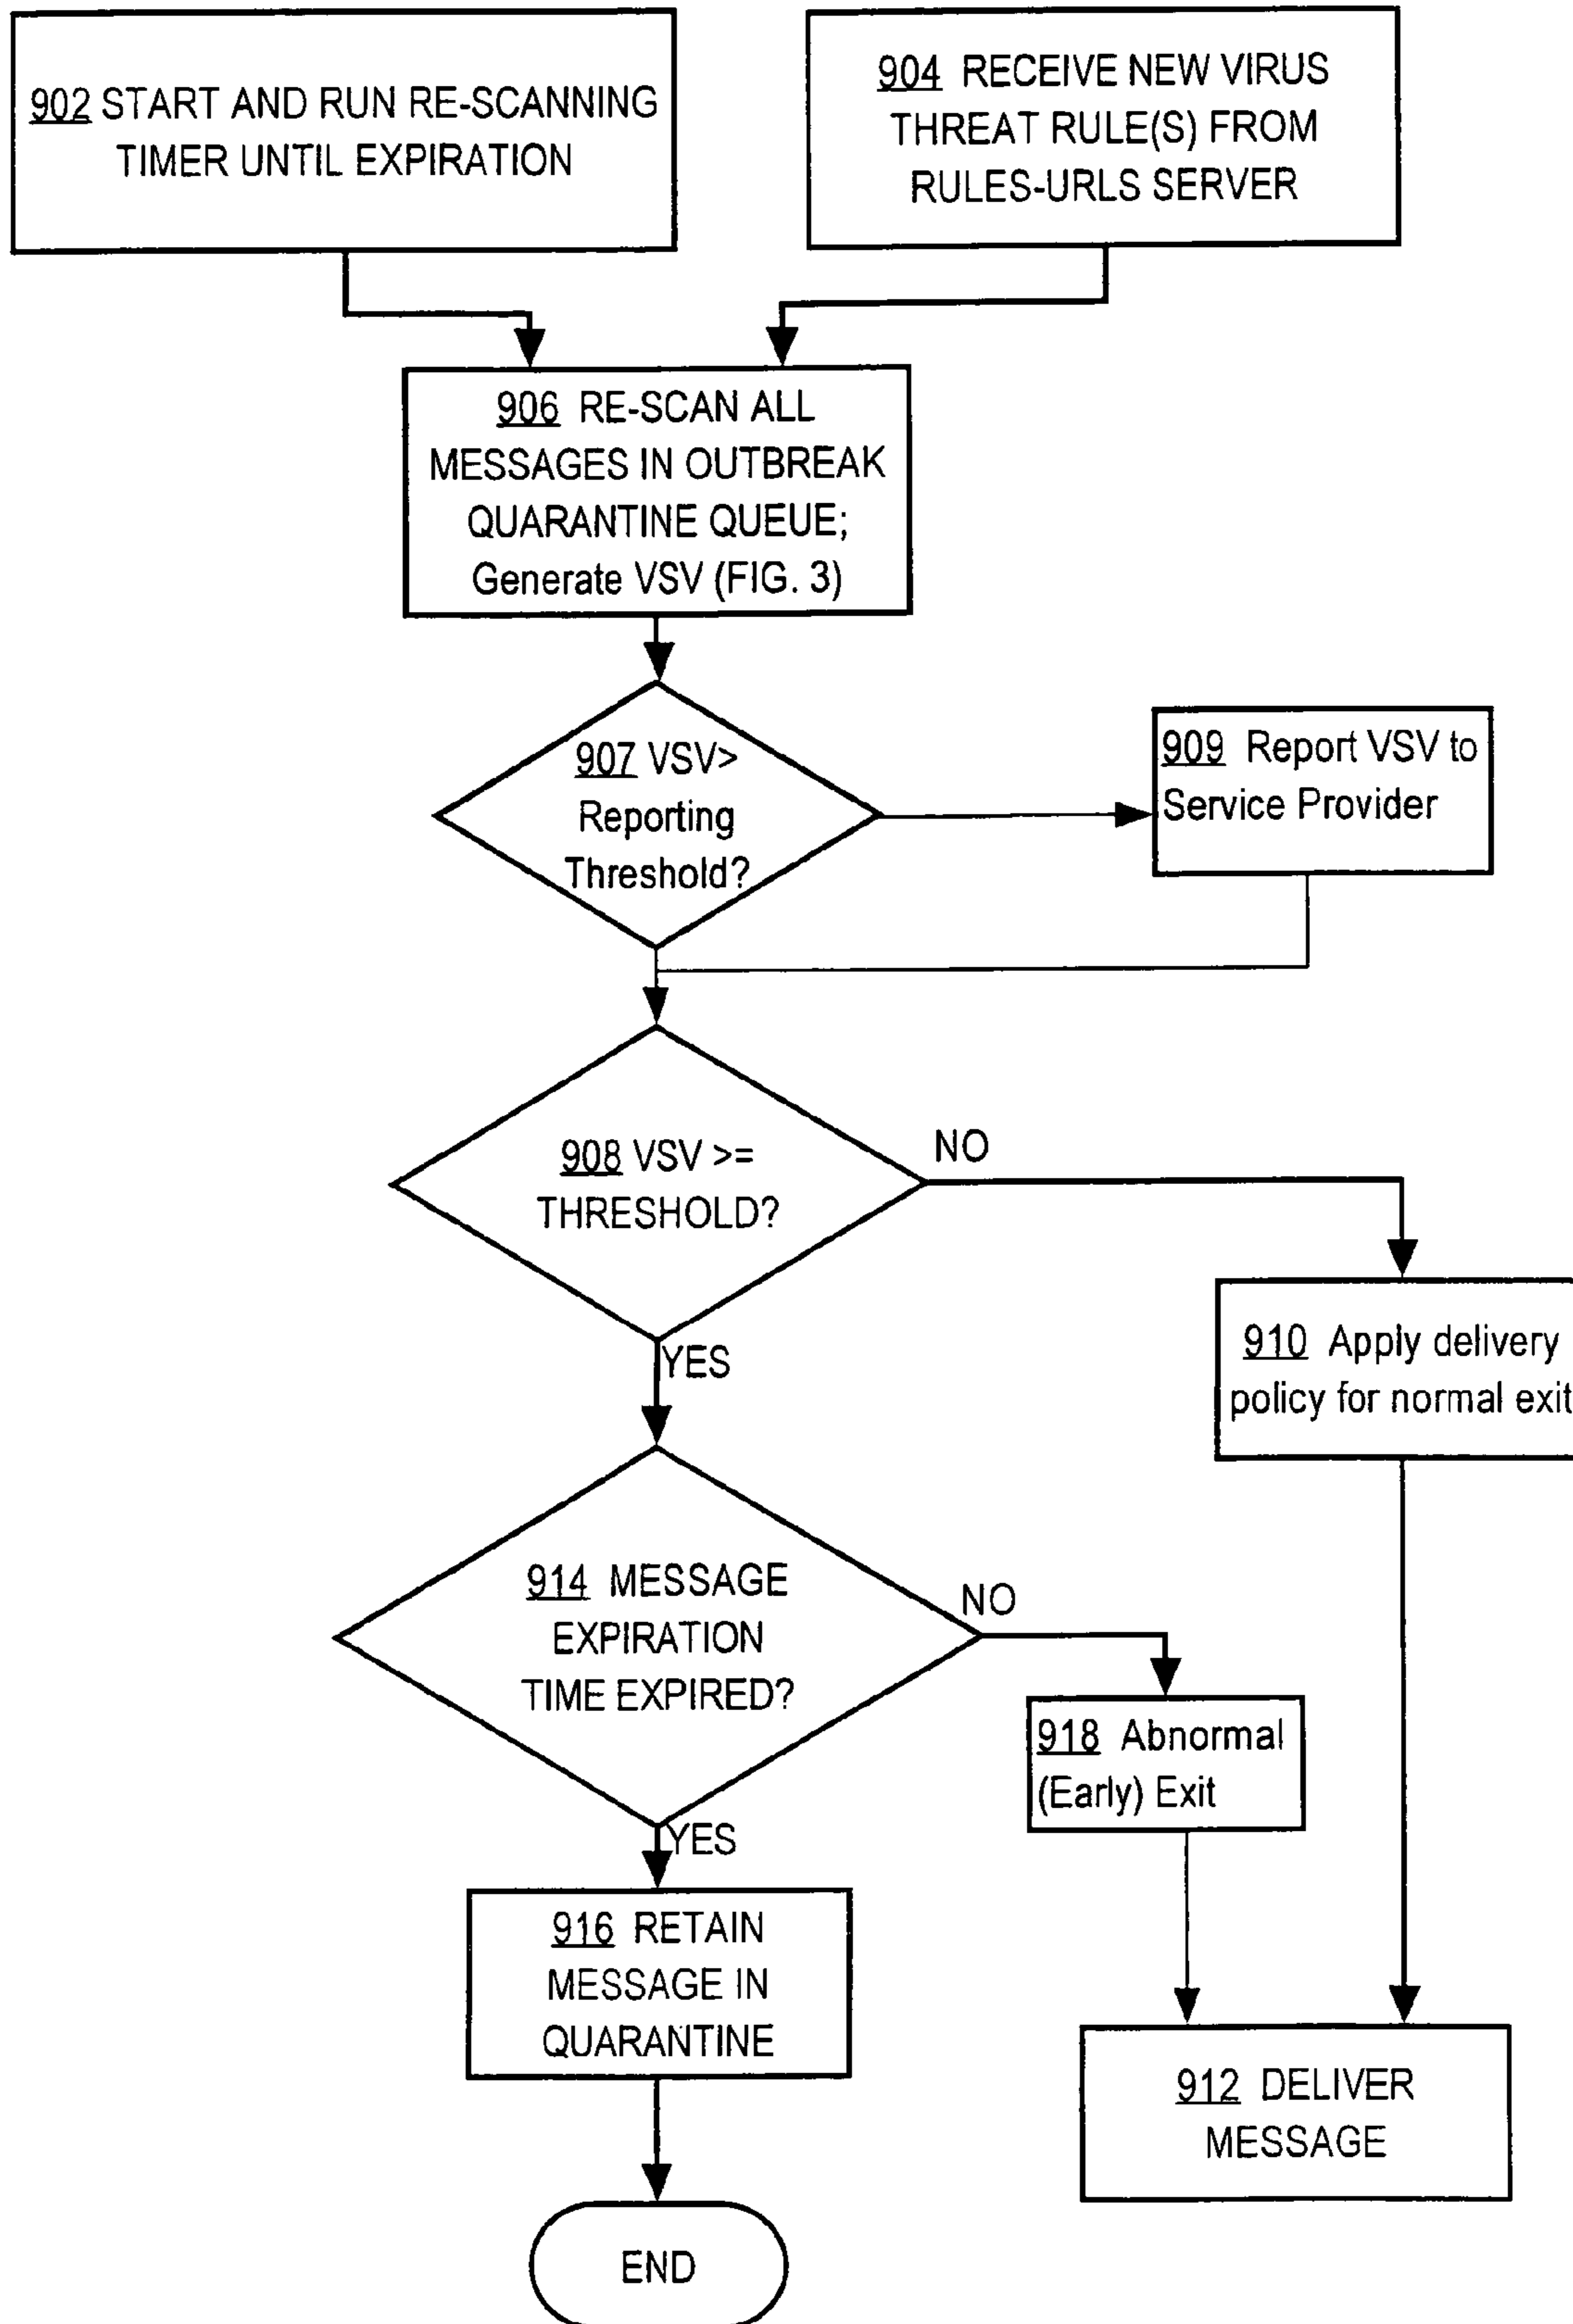 902 START AND RUN RE-SCANNING
TIMER UNTIL EXPIRATION
904 RECEIVE NEW VIRUS
THREAT RULE(S) FROM
RULES-URLS SERVER
906 RE-SCAN ALL
MESSAGES IN OUTBREAK
QUARANTINE QUEUE;
Generate VSV (FIG. 3)
907 VSV>
Reporting
Threshold?
909 Report VSV to
Service Provider
908 VSV >=
THRESHOLD?
NO
YES
910 Apply delivery
policy for normal exit
914 MESSAGE
EXPIRATION
TIME EXPIRED?
NO
YES
918 Abnormal
(Early) Exit
916 RETAIN
MESSAGE IN
QUARANTINE
912 DELIVER
MESSAGE
END